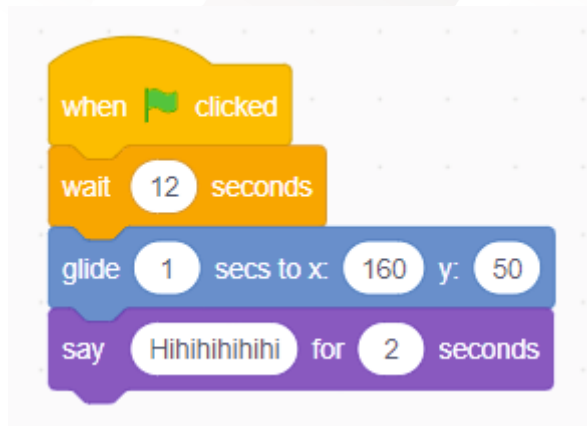 when clicked
wait 12 seconds
glide 1 secs to x: 160 y: 50
say Hihihihihihi for 2 seconds